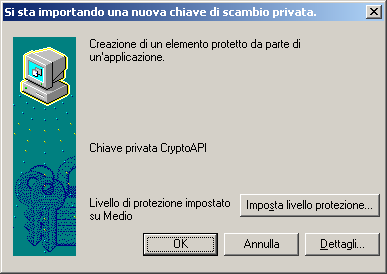 Si sta importando una nuova chiave di scambio privata.
Creazione di un elemento protetto da parte di
un'applicazione.
Chiave privata CryptoAPI
Livello di protezione impostato
su Medio
Imposta livello protezione...
OK
Annulla
Dettagli...